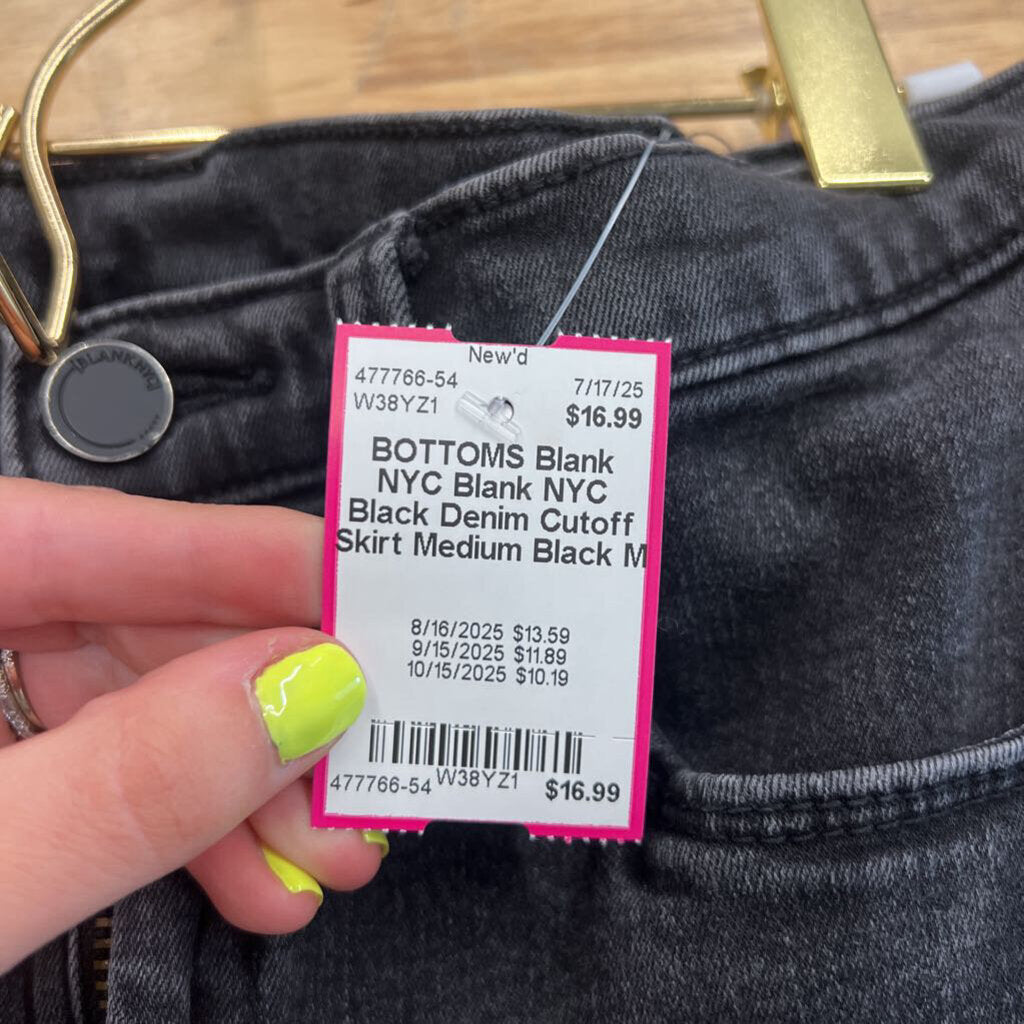 New'd
477766-54 7/17/25
W38YZ1 $16.99
BOTTOMS Blank
NYC Blank NYC
Black Denim Cutoff
Skirt Medium Black M
8/16/2025 $13.59
9/15/2025 $11.89
10/15/2025 $10.19
477766-54 W38YZ1 $16.99
[BLANKNYC]